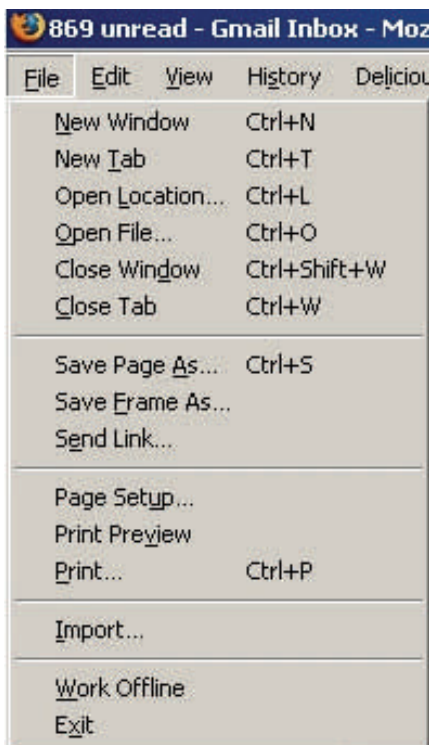 869 unread - Gmail Inbox - Moz
File Edit View History Deliciou
New Window Ctrl+N
New Tab Ctrl+T
Open Location... Ctrl+L
Open File... Ctrl+O
Close Window Ctrl+Shift+W
Close Tab Ctrl+W
Save Page As... Ctrl+S
Save Frame As...
Send Link...
Page Setup...
Print Preview
Print... Ctrl+P
Import...
Work Offline
Exit